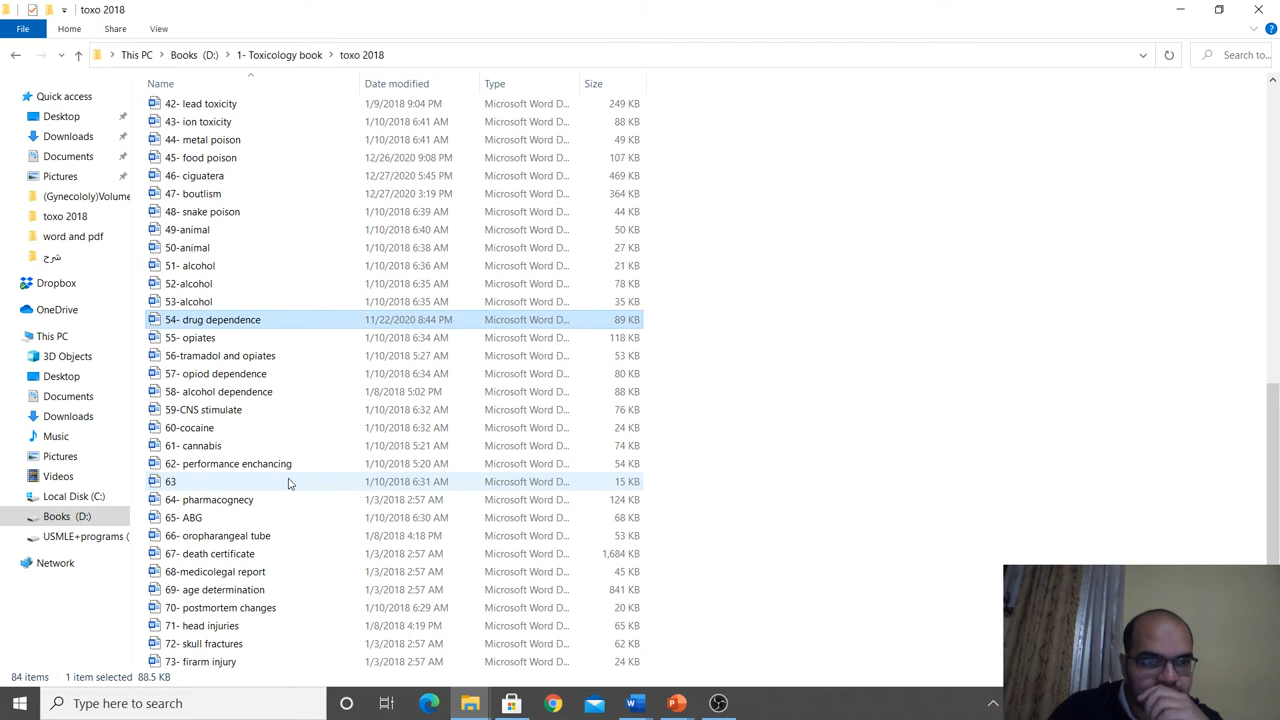 toxo 2018
File Home Share View
This PC Books (D:) 1- Toxicology book toxo 2018 Search to...
Name Date modified Type Size
Quick access
Desktop
Downloads
Documents
Pictures
(Gynecololy)Volume
toxo 2018
word and pdf
شرح
Dropbox
OneDrive
This PC
3D Objects
Desktop
Documents
Downloads
Music
Pictures
Videos
Local Disk (C:)
Books (D:)
USMLE+programs (
Network
42- lead toxicity 1/9/2018 9:04 PM Microsoft Word D... 249 KB
43- ion toxicity 1/10/2018 6:41 AM Microsoft Word D... 88 KB
44- metal poison 1/10/2018 6:41 AM Microsoft Word D... 49 KB
45- food poison 12/26/2020 9:08 PM Microsoft Word D... 107 KB
46- ciguatera 12/27/2020 5:45 PM Microsoft Word D... 469 KB
47- boutlism 12/27/2020 3:19 PM Microsoft Word D... 364 KB
48- snake poison 1/10/2018 6:39 AM Microsoft Word D... 44 KB
49-animal 1/10/2018 6:40 AM Microsoft Word D... 50 KB
50-animal 1/10/2018 6:38 AM Microsoft Word D... 27 KB
51- alcohol 1/10/2018 6:36 AM Microsoft Word D... 22 KB
52-alcohol 1/10/2018 6:35 AM Microsoft Word D... 78 KB
53-alcohol 1/10/2018 6:35 AM Microsoft Word D... 35 KB
54- drug dependence 11/22/2020 8:44 PM Microsoft Word D... 89 KB
55- opiates 1/10/2018 6:34 AM Microsoft Word D... 118 KB
56-tramadol and opiates 1/10/2018 5:27 AM Microsoft Word D... 53 KB
57- opiod dependence 1/10/2018 6:34 AM Microsoft Word D... 80 KB
58- alcohol dependence 1/8/2018 5:02 PM Microsoft Word D... 88 KB
59-CNS stimulate 1/10/2018 6:32 AM Microsoft Word D... 76 KB
60-cocaine 1/10/2018 6:32 AM Microsoft Word D... 24 KB
61- cannabis 1/10/2018 5:21 AM Microsoft Word D... 74 KB
62- performance enchancing 1/10/2018 5:20 AM Microsoft Word D... 54 KB
63 1/10/2018 6:31 AM Microsoft Word D... 15 KB
64- pharmacognecy 1/3/2018 2:57 AM Microsoft Word D... 124 KB
65- ABG 1/10/2018 6:30 AM Microsoft Word D... 68 KB
66- oropharangeal tube 1/8/2018 4:18 PM Microsoft Word D... 53 KB
67- death certificate 1/3/2018 2:57 AM Microsoft Word D... 1,684 KB
68-medicolegal report 1/3/2018 2:57 AM Microsoft Word D... 45 KB
69- age determination 1/3/2018 2:57 AM Microsoft Word D... 841 KB
70- postmortem changes 1/10/2018 6:29 AM Microsoft Word D... 20 KB
71- head injuries 1/8/2018 4:19 PM Microsoft Word D... 65 KB
72- skull fractures 1/3/2018 2:57 AM Microsoft Word D... 62 KB
73- firarm injury 1/3/2018 2:57 AM Microsoft Word D... 24 KB
84 items 1 item selected 88.5 KB
Type here to search